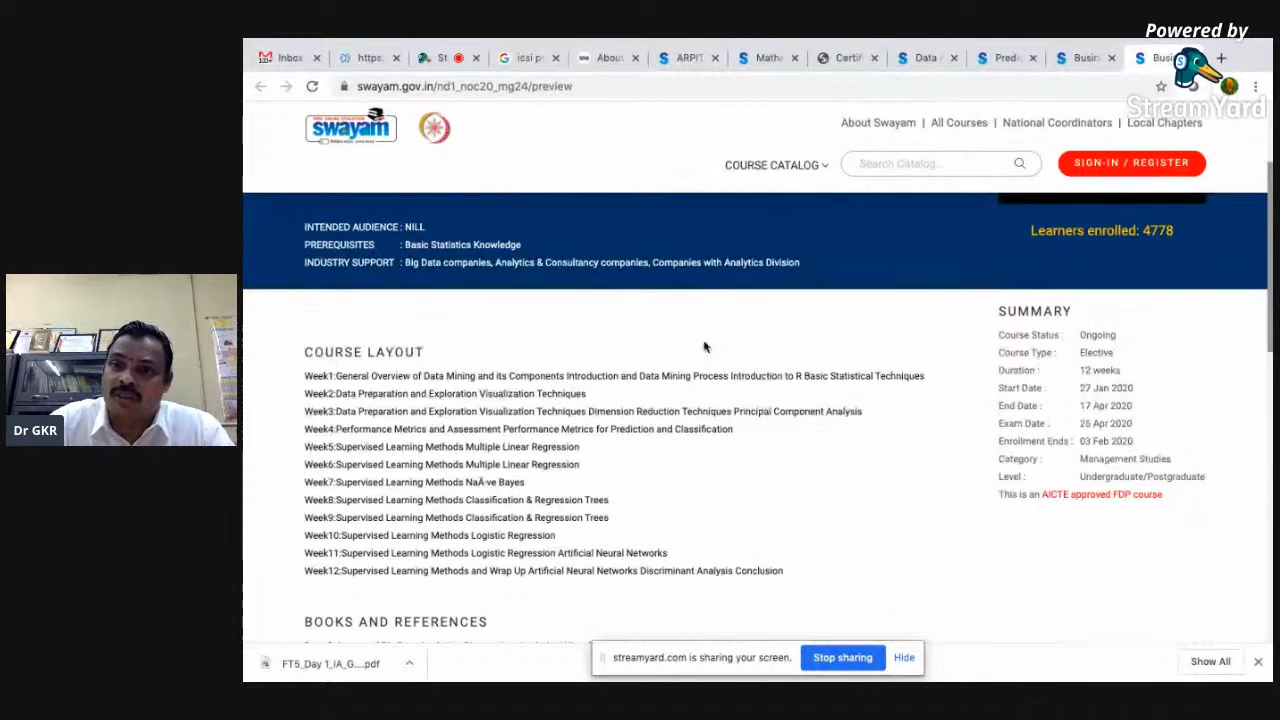 Powered by
StreamYard
Inbox
https:
St
icsi p
About
ARPIT
Mathe
Certif
Data
Predi
Busin
Busi
swayam.gov.in/nd1_noc20_mg24/preview
swayam
About Swayam | All Courses | National Coordinators | Local Chapters
COURSE CATALOG
Search Catalog...
SIGN-IN / REGISTER
INTENDED AUDIENCE : NILL
PREREQUISITES : Basic Statistics Knowledge
INDUSTRY SUPPORT : Big Data companies, Analytics & Consultancy companies, Companies with Analytics Division
Learners enrolled: 4778
COURSE LAYOUT
Week1:General Overview of Data Mining and its Components Introduction and Data Mining Process Introduction to R Basic Statistical Techniques
Week2:Data Preparation and Exploration Visualization Techniques
Week3:Data Preparation and Exploration Visualization Techniques Dimension Reduction Techniques Principal Component Analysis
Week4:Performance Metrics and Assessment Performance Metrics for Prediction and Classification
Week5:Supervised Learning Methods Multiple Linear Regression
Week6:Supervised Learning Methods Multiple Linear Regression
Week7:Supervised Learning Methods NaÃ-ve Bayes
Week8:Supervised Learning Methods Classification & Regression Trees
Week9:Supervised Learning Methods Classification & Regression Trees
Week10:Supervised Learning Methods Logistic Regression
Week11:Supervised Learning Methods Logistic Regression Artificial Neural Networks
Week12:Supervised Learning Methods and Wrap Up Artificial Neural Networks Discriminant Analysis Conclusion
BOOKS AND REFERENCES
SUMMARY
Course Status : Ongoing
Course Type : Elective
Duration : 12 weeks
Start Date : 27 Jan 2020
End Date : 17 Apr 2020
Exam Date : 26 Apr 2020
Enrollment Ends : 03 Feb 2020
Category : Management Studies
Level : Undergraduate/Postgraduate
This is an AICTE approved FDP course
Dr GKR
streamyard.com is sharing your screen.
Stop sharing
Hide
FT5_Day 1_IA_G....pdf
Show All